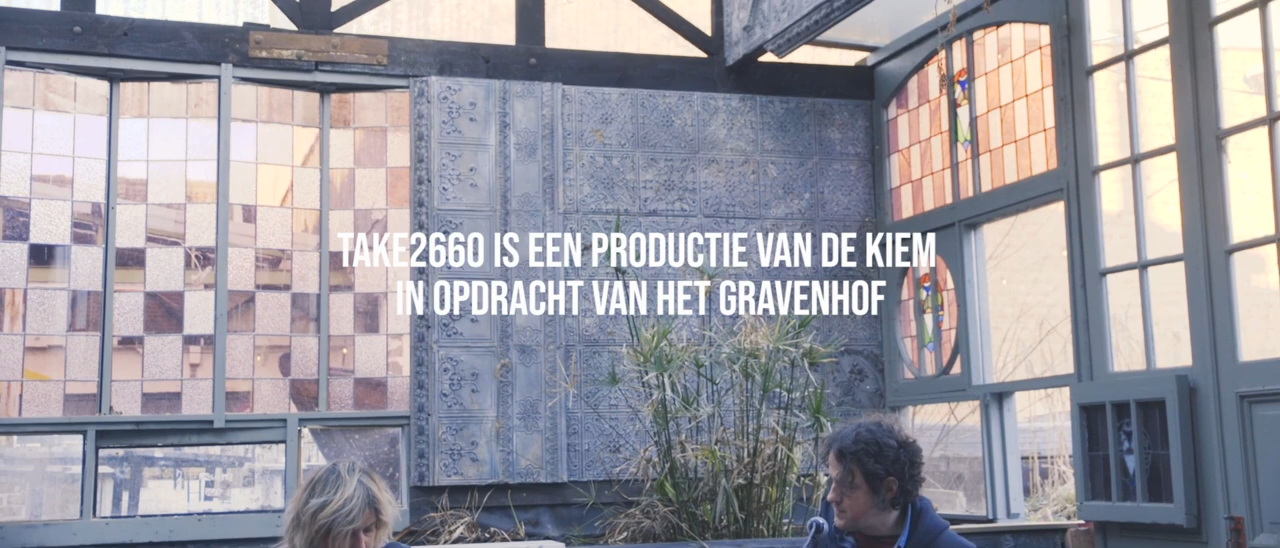 TAKE2660 IS EEN PRODUCTIE VAN DE KIEM
IN OPDRACHT VAN HET GRAVENHOF